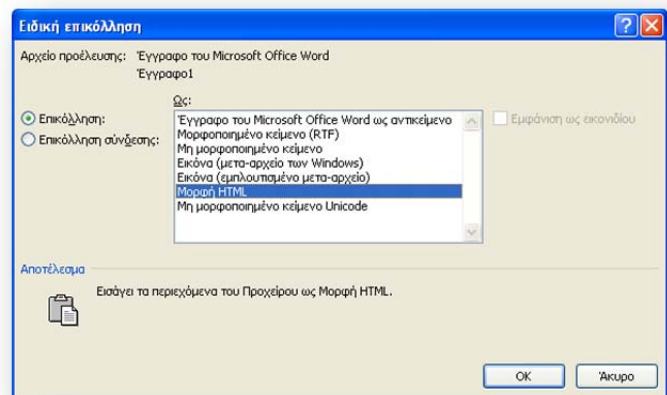 Ειδική επικόλληση
Αρχείο προέλευσης: Έγγραφο του Microsoft Office Word
Έγγραφο1
Ως:
Επικόλληση:
Επικόλληση σύνδεσης:
Έγγραφο του Microsoft Office Word ως αντικείμενο
Μορφοποιημένο κείμενο (RTF)
Μη μορφοποιημένο κείμενο
Εικόνα (μετα-αρχείο των Windows)
Εικόνα (εμπλουτισμένο μετα-αρχείο)
Μορφή HTML
Μη μορφοποιημένο κείμενο Unicode
Εμφάνιση ως εικονιδίου
Αποτέλεσμα
Εισάγει τα περιεχόμενα του Προχείρου ως Μορφή HTML.
OK
Άκυρο